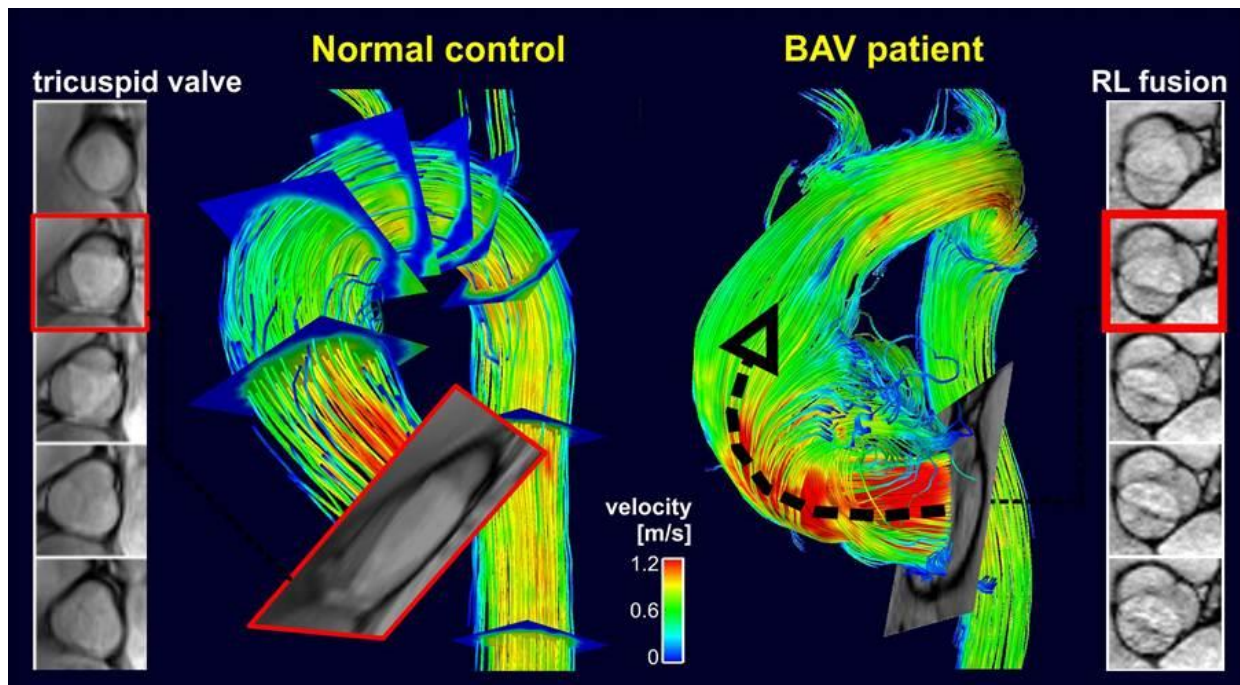 Normal control
BAV patient
tricuspid valve
RL fusion
velocity
[m/s]
1.2
0.6
0